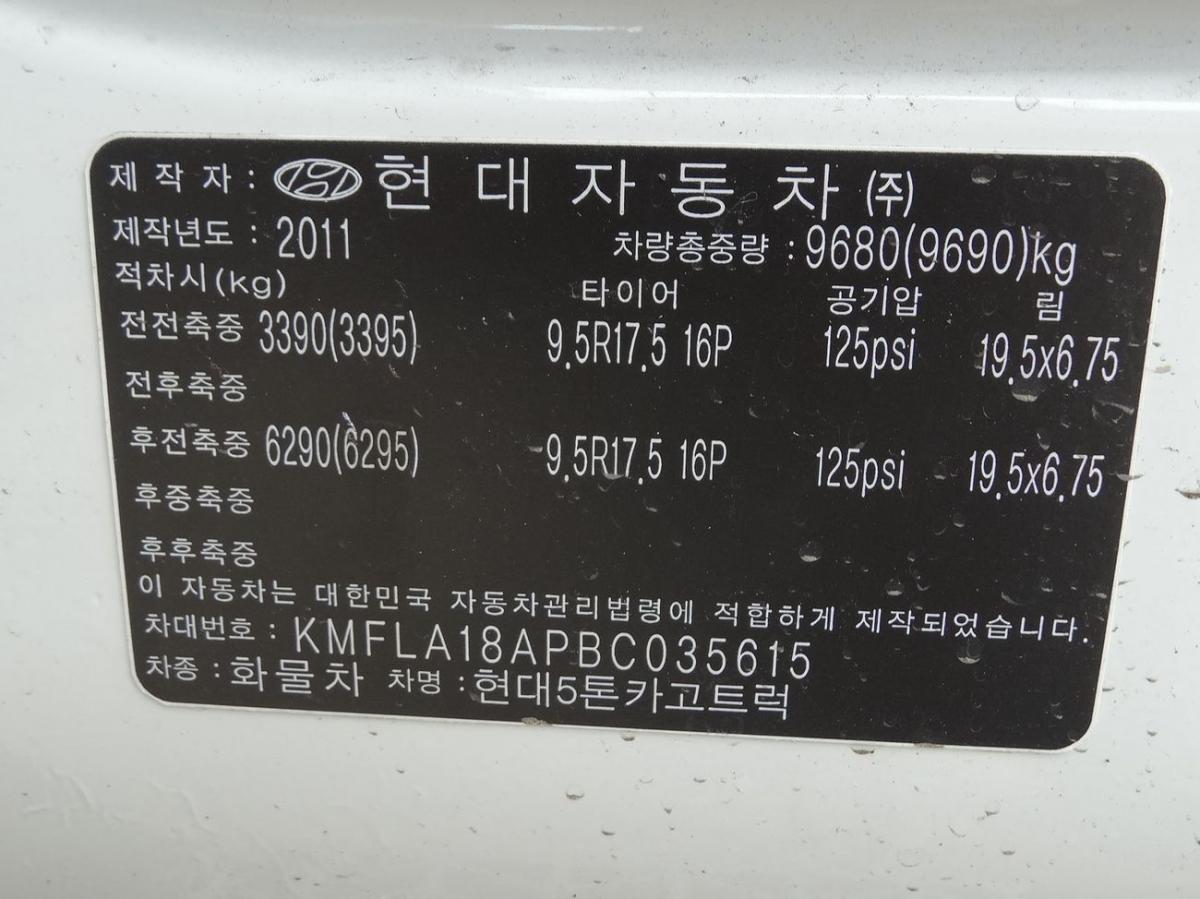 제 작 자 : 현 대 자 동 차 (주)
제작년도 : 2011 차량총중량 : 9680(9690)kg
적차시(kg) 타이어 공기압 림
전전축중 3390(3395) 9.5R17.5 16P 125psi 19.5x6.75
전후축중
후전축중 6290(6295) 9.5R17.5 16P 125psi 19.5x6.75
후중축중
후후축중
이 자동차는 대한민국 자동차관리법령에 적합하게 제작되었습니다.
차대번호 : KMFLA18APBC035615
차종 : 화물차 차명 : 현대5톤카고트럭